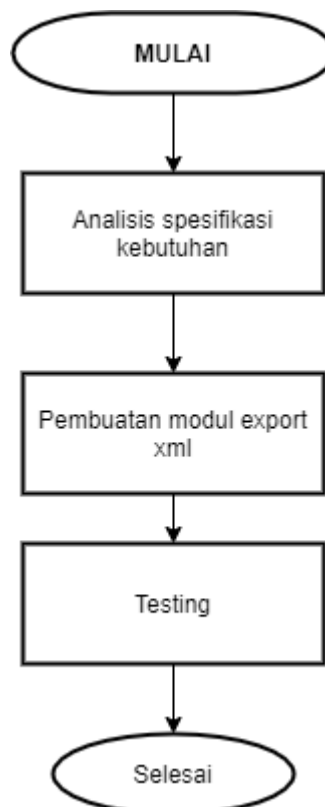 MULAI
Analisis spesifikasi
kebutuhan
Pembuatan modul export
xml
Testing
Selesai